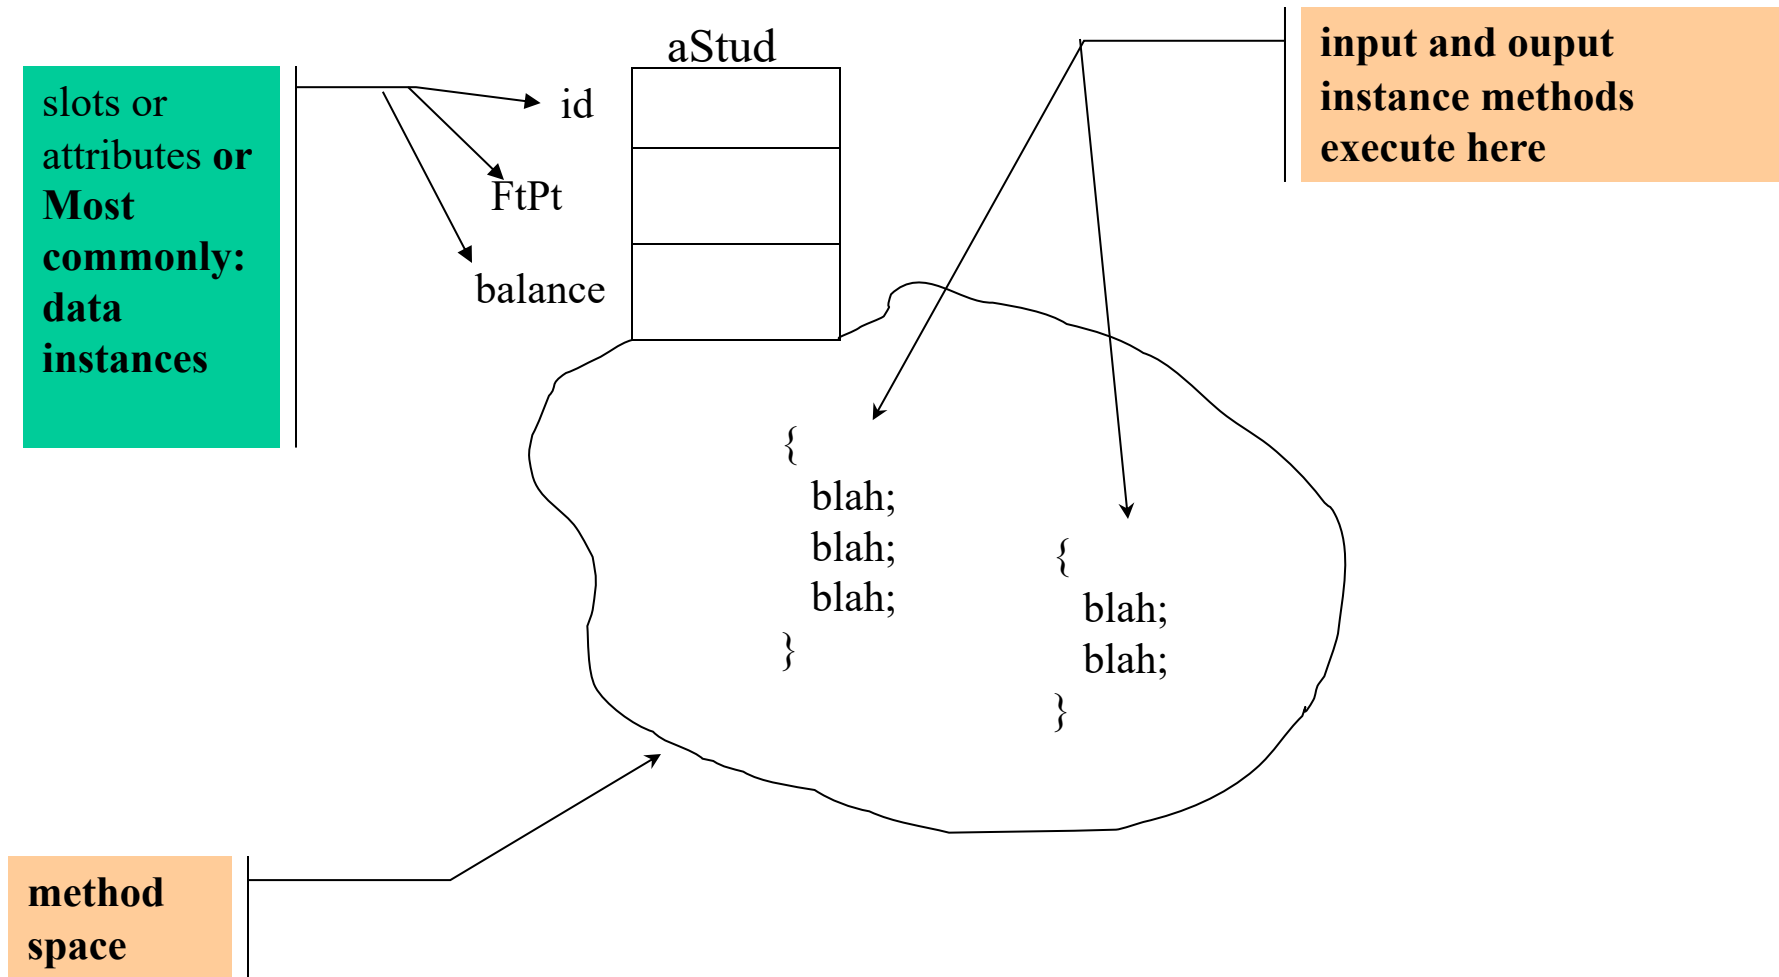 aStud
slots or
attributes or
Most
commonly:
data
instances
id
FtPt
balance
input and ouput
instance methods
execute here
{
blah;
blah;
blah;
}
{
blah;
blah;
}
method
space